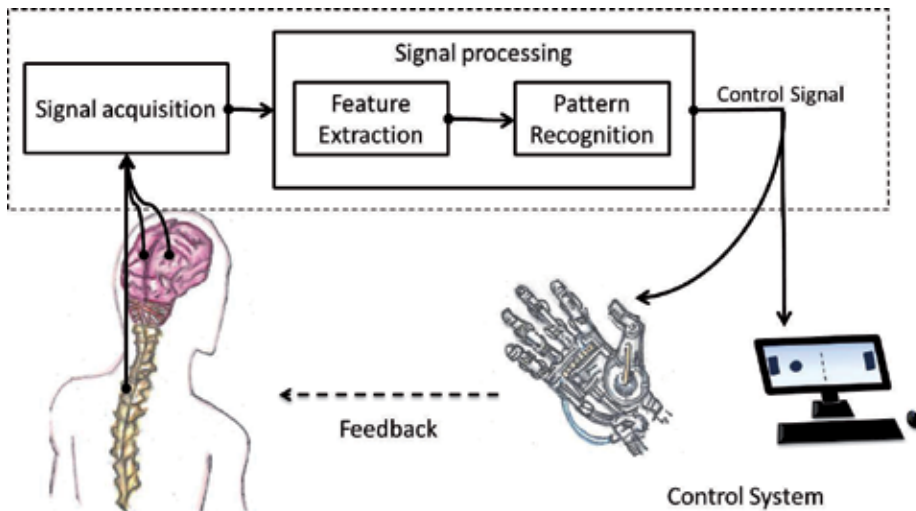 Signal processing
Signal acquisition
Feature
Extraction
Pattern
Recognition
Control Signal
Feedback
Control System